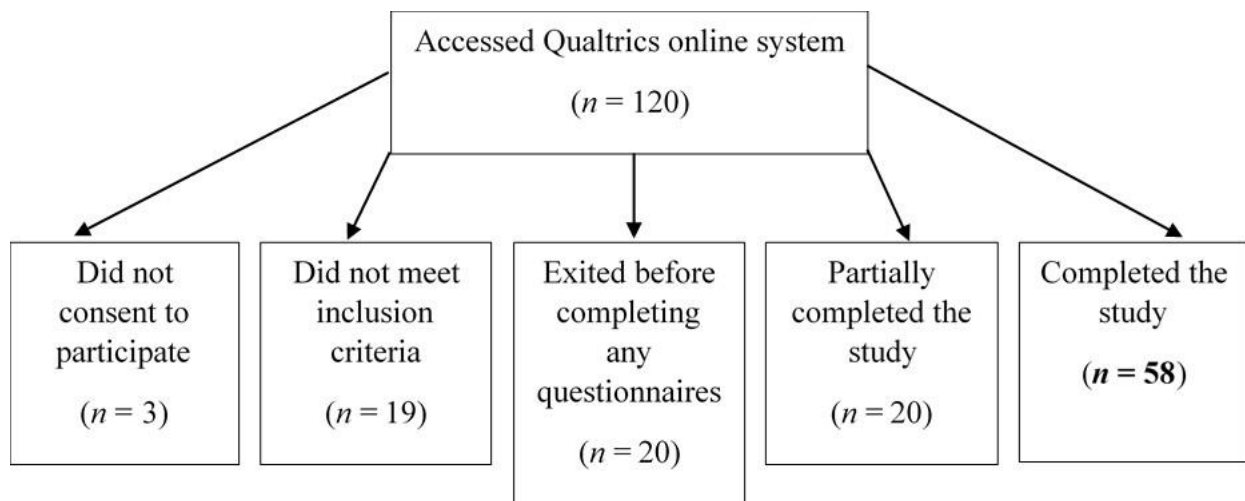 Accessed Qualtrics online system
(n = 120)
Did not
consent to
participate
(n = 3)
Did not meet
inclusion
criteria
(n = 19)
Exited before
completing
any
questionnaires
(n = 20)
Partially
completed the
study
(n = 20)
Completed the
study
(n = 58)